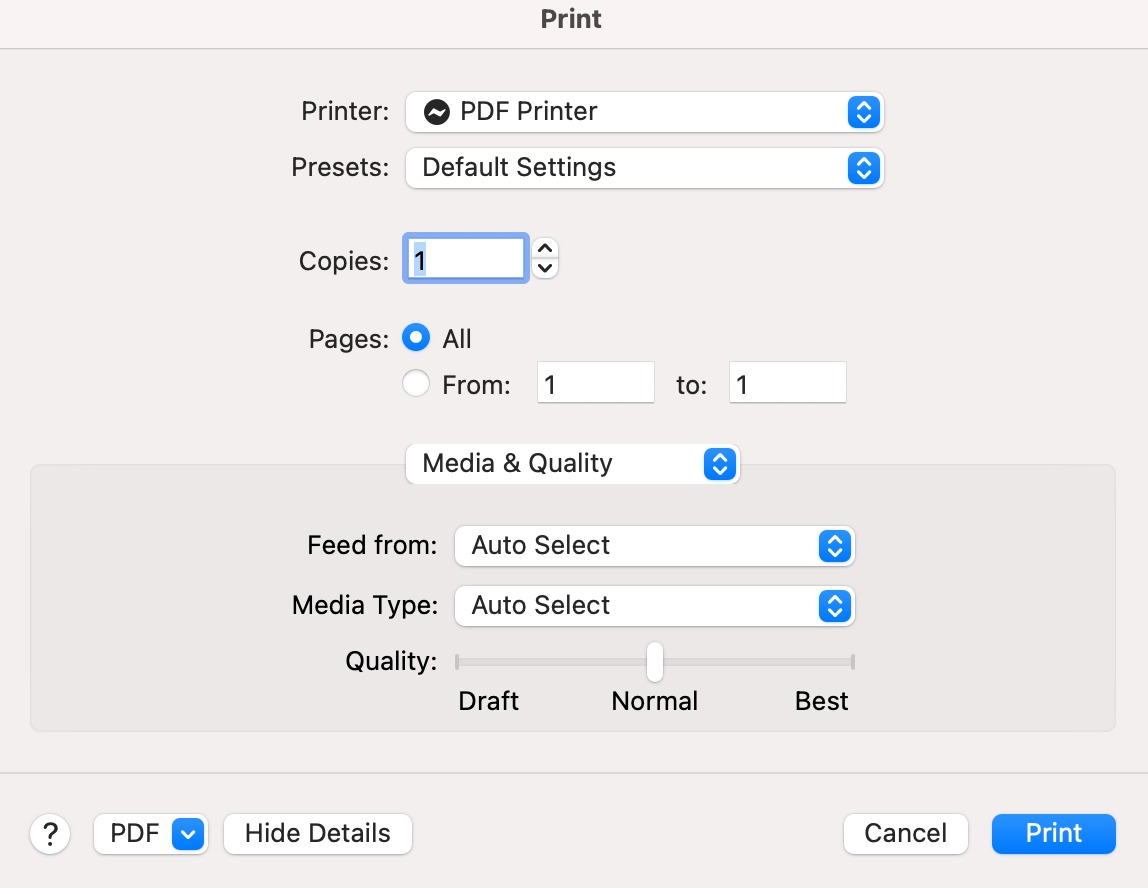 Print
Printer: PDF Printer
Presets: Default Settings
Copies: 1
Pages: All
From: 1 to: 1
Media & Quality
Feed from: Auto Select
Media Type: Auto Select
Quality:
Draft Normal Best
? PDF Hide Details Cancel Print